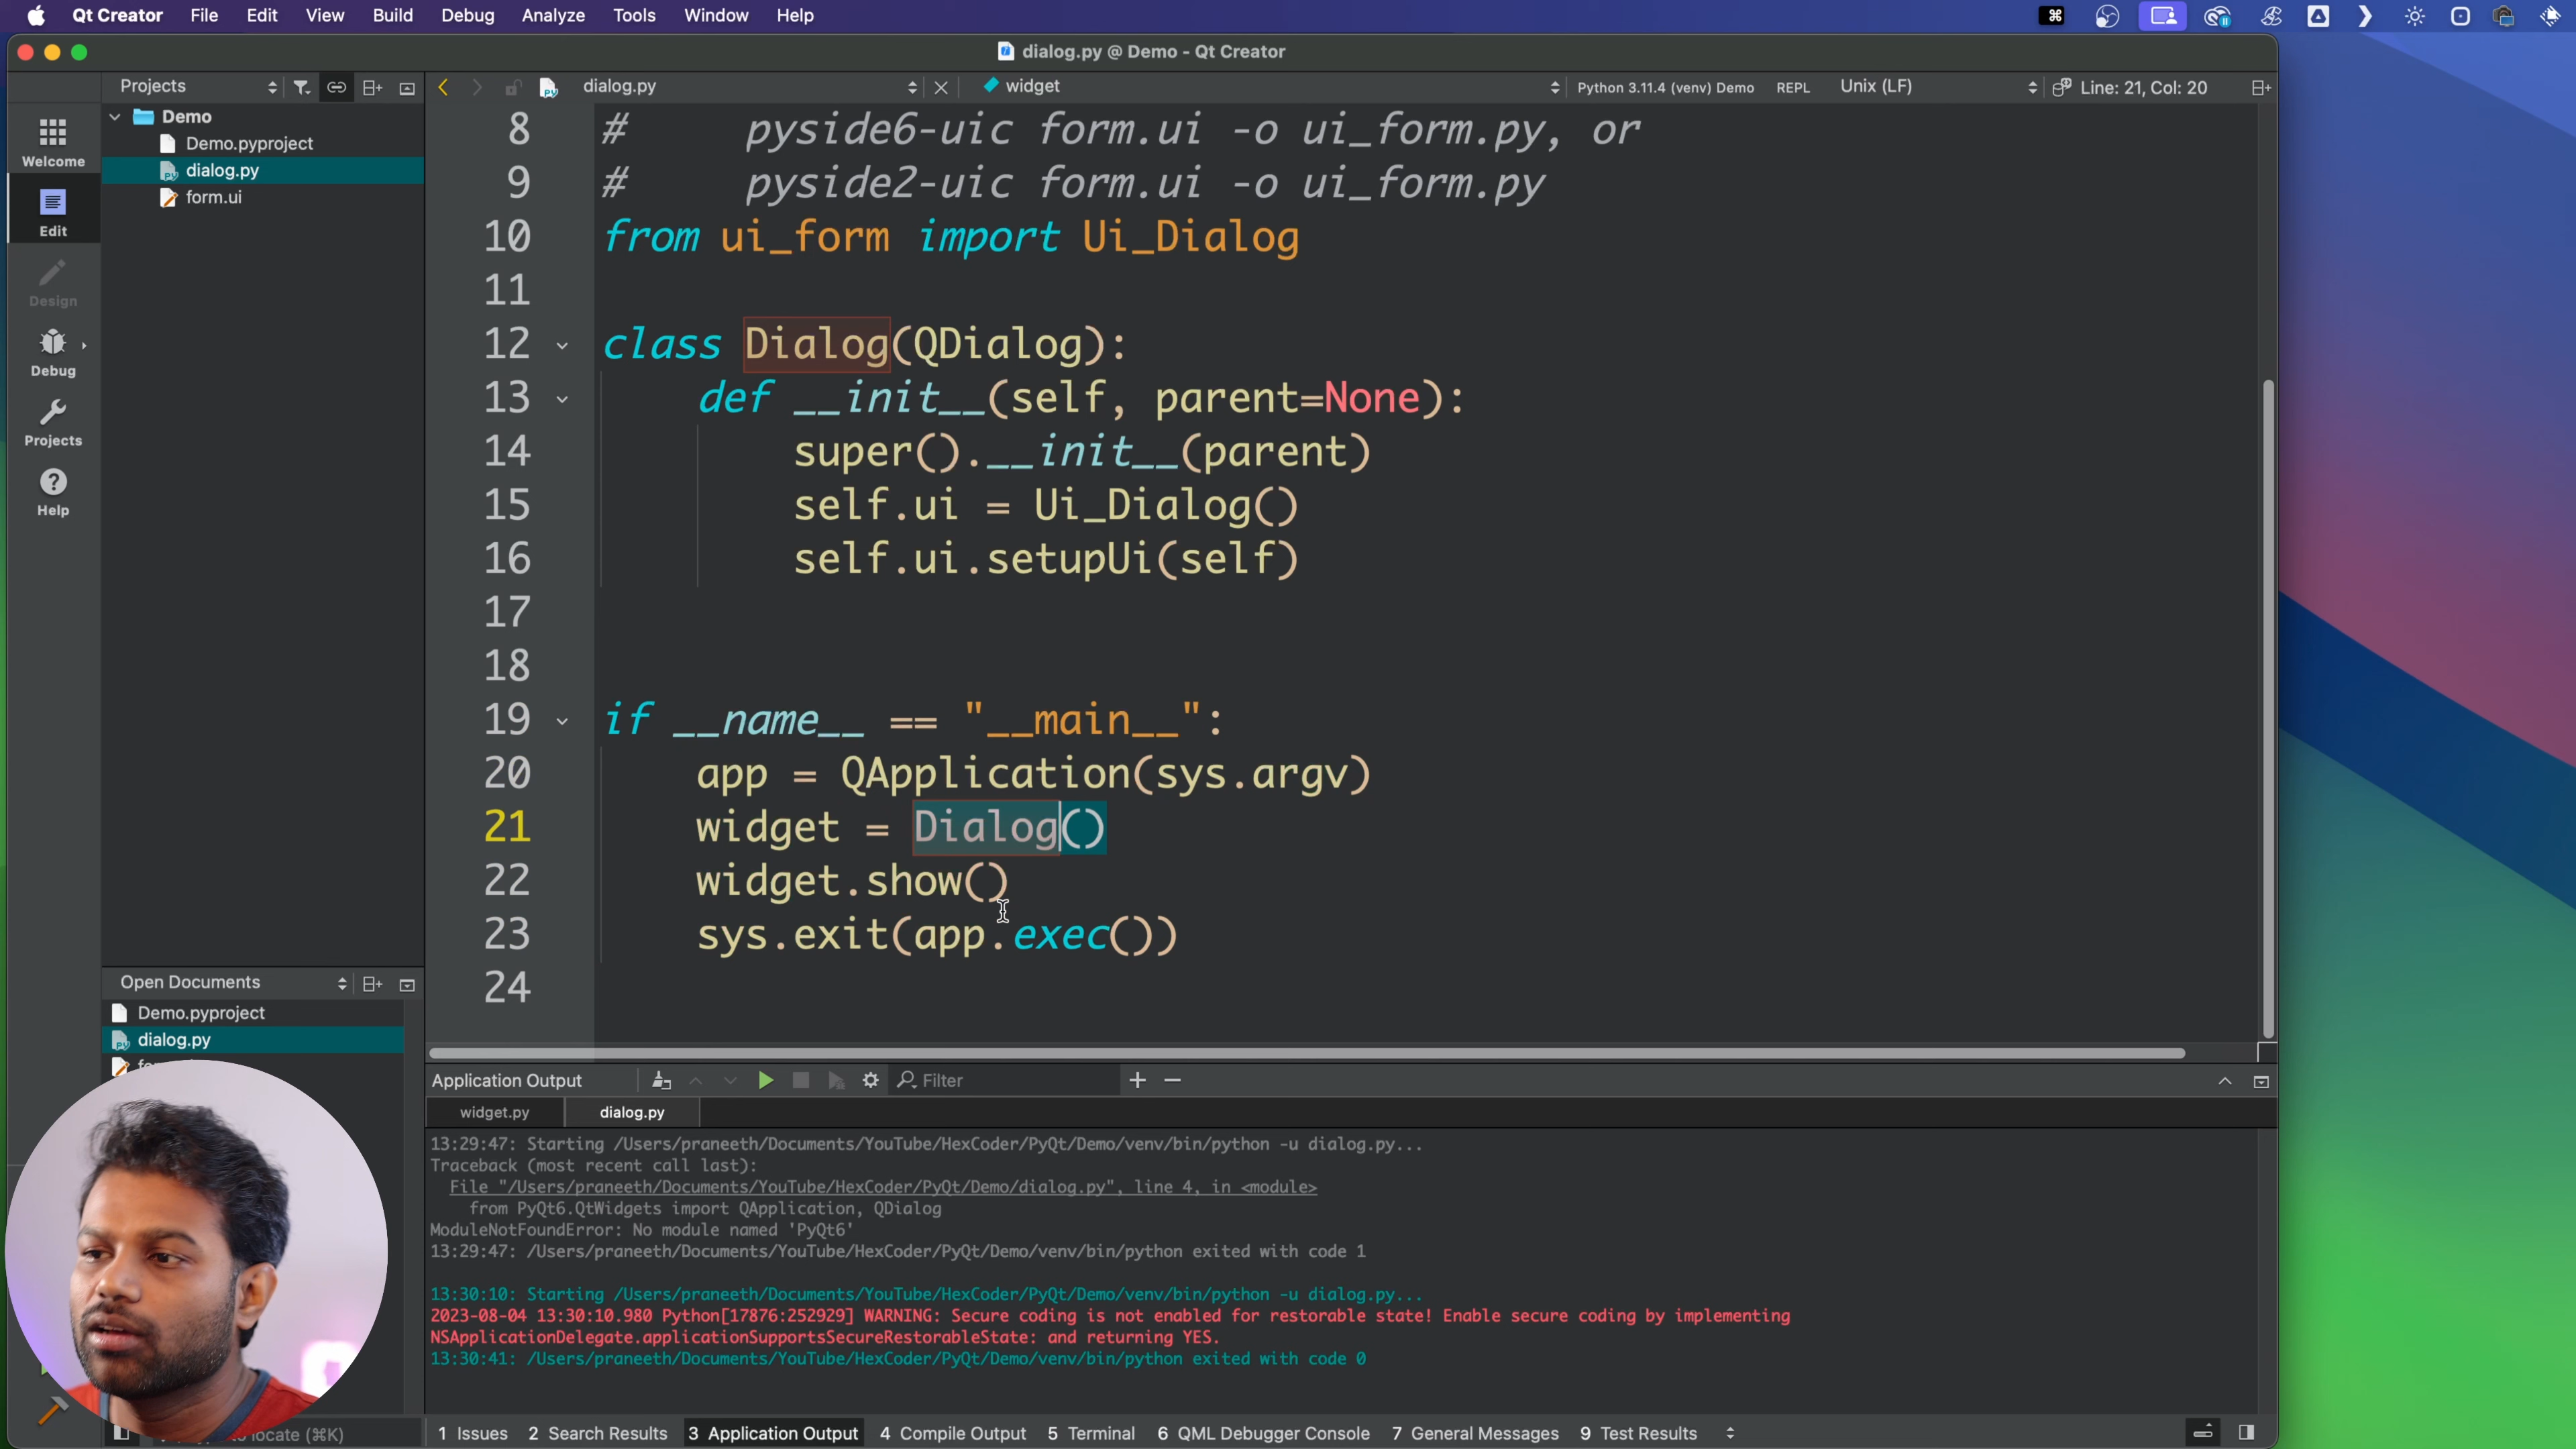 Qt Creator File Edit View Build Debug Analyze Tools Window Help
dialog.py @ Demo - Qt Creator
Projects
dialog.py
widget
Python 3.11.4 (venv) Demo REPL Unix (LF) Line: 21, Col: 20
Welcome
Edit
Design
Debug
Projects
Help
Demo
Demo.pyproject
dialog.py
form.ui
8 # pyside6-uic form.ui -o ui_form.py, or
9 # pyside2-uic form.ui -o ui_form.py
10 from ui_form import Ui_Dialog
11
12 class Dialog(QDialog):
13 def __init__(self, parent=None):
14 super().__init__(parent)
15 self.ui = Ui_Dialog()
16 self.ui.setupUi(self)
17
18
19 if __name__ == "__main__":
20 app = QApplication(sys.argv)
21 widget = Dialog()
22 widget.show()
23 sys.exit(app.exec())
24
Open Documents
Demo.pyproject
dialog.py
Application Output
Filter
widget.py dialog.py
13:29:47: Starting /Users/praneeth/Documents/YouTube/HexCoder/PyQt/Demo/venv/bin/python -u dialog.py...
Traceback (most recent call last):
File "/Users/praneeth/Documents/YouTube/HexCoder/PyQt/Demo/dialog.py", line 4, in <module>
from PyQt6.QtWidgets import QApplication, QDialog
ModuleNotFoundError: No module named 'PyQt6'
13:29:47: /Users/praneeth/Documents/YouTube/HexCoder/PyQt/Demo/venv/bin/python exited with code 1
13:30:10: Starting /Users/praneeth/Documents/YouTube/HexCoder/PyQt/Demo/venv/bin/python -u dialog.py...
2023-08-04 13:30:10.980 Python[17876:252929] WARNING: Secure coding is not enabled for restorable state! Enable secure coding by implementing
NSApplicationDelegate.applicationSupportsSecureRestorableState: and returning YES.
13:30:41: /Users/praneeth/Documents/YouTube/HexCoder/PyQt/Demo/venv/bin/python exited with code 0
locate (⌘K)
1 Issues 2 Search Results 3 Application Output 4 Compile Output 5 Terminal 6 QML Debugger Console 7 General Messages 9 Test Results